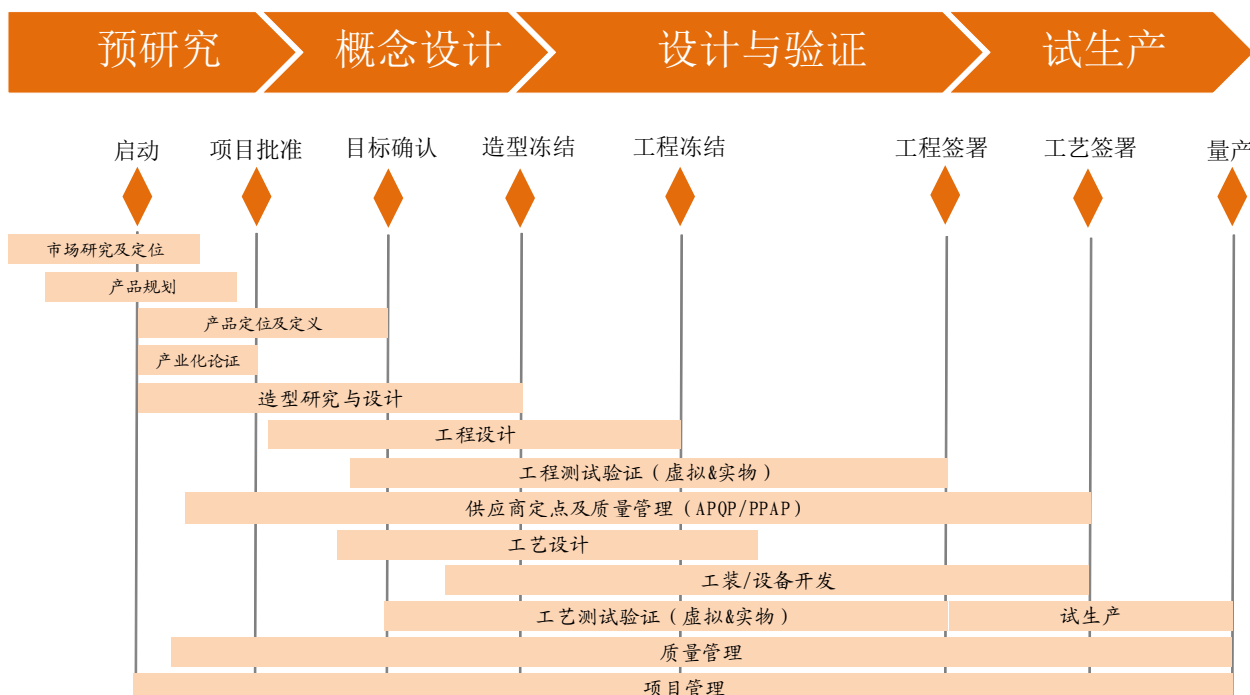 预研究
概念设计
设计与验证
试生产
启动
项目批准
目标确认
造型冻结
工程冻结
工程签署
工艺签署
量产
市场研究及定位
产品规划
产品定位及定义
产业化论证
造型研究与设计
工程设计
工程测试验证（虚拟&实物）
供应商定点及质量管理（APQP/PPAP）
工艺设计
工装/设备开发
工艺测试验证（虚拟&实物）
试生产
质量管理
项目管理